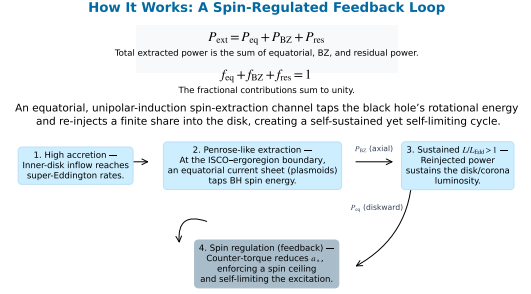 How It Works: A Spin-Regulated Feedback Loop
P_ext = P_eq + P_BZ + P_res
Total extracted power is the sum of equatorial, BZ, and residual power.
f_eq + f_BZ + f_res = 1
The fractional contributions sum to unity.
An equatorial, unipolar-induction spin-extraction channel taps the black hole’s rotational energy
and re-injects a finite share into the disk, creating a self-sustained yet self-limiting cycle.
1. High accretion —
Inner-disk inflow reaches
super-Eddington rates.
2. Penrose-like extraction —
At the ISCO–ergoregion boundary,
an equatorial current sheet (plasmoids)
taps BH spin energy.
P_BZ (axial)
3. Sustained L/L_Edd > 1 —
Reinjected power
sustains the disk/corona
luminosity.
P_eq (diskward)
4. Spin regulation (feedback) —
Counter-torque reduces a_*,
enforcing a spin ceiling
and self-limiting the excitation.